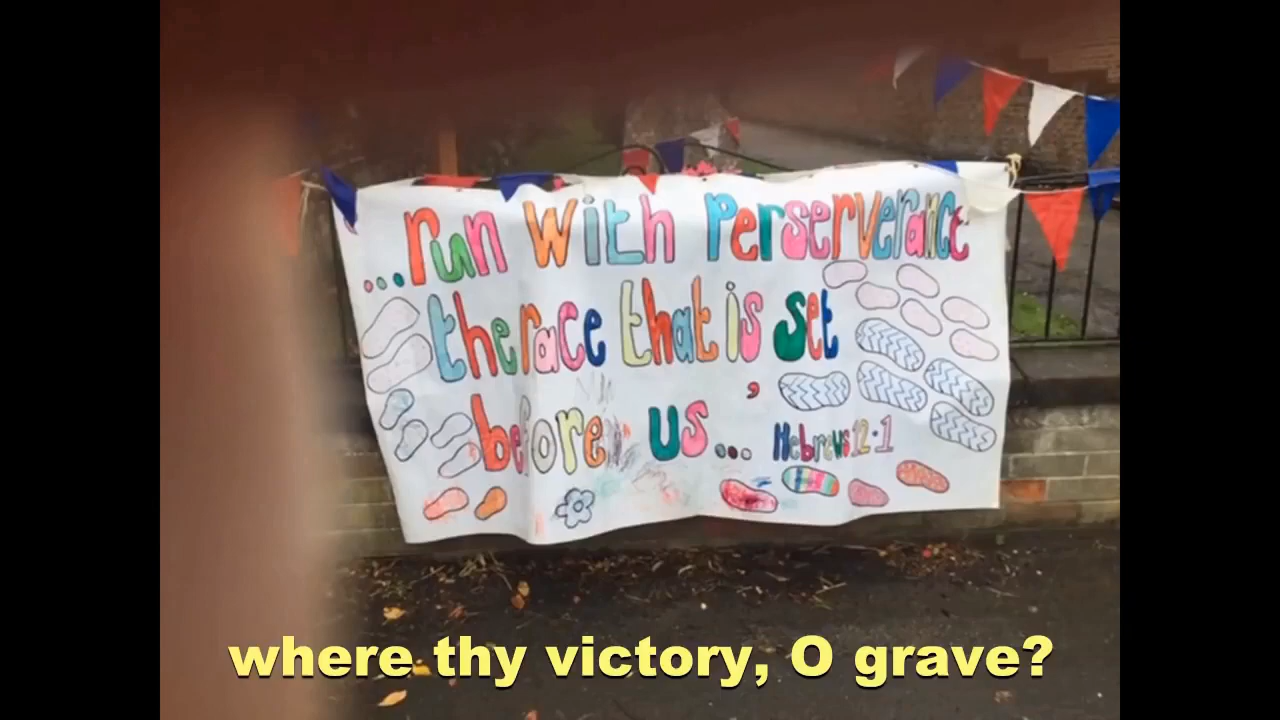 ...run with Perserverance
the race that is set
before us...’
Hebrews 12·1
where thy victory, O grave?